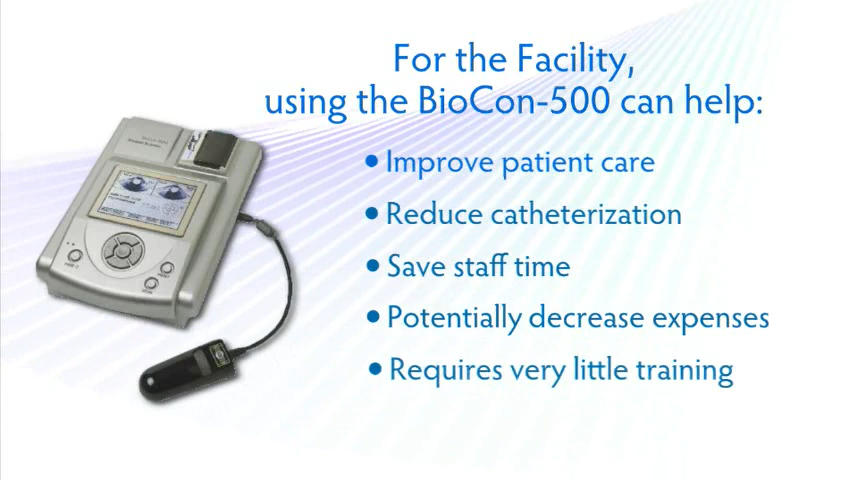 For the Facility,
using the BioCon-500 can help:
• Improve patient care
• Reduce catheterization
• Save staff time
• Potentially decrease expenses
• Requires very little training